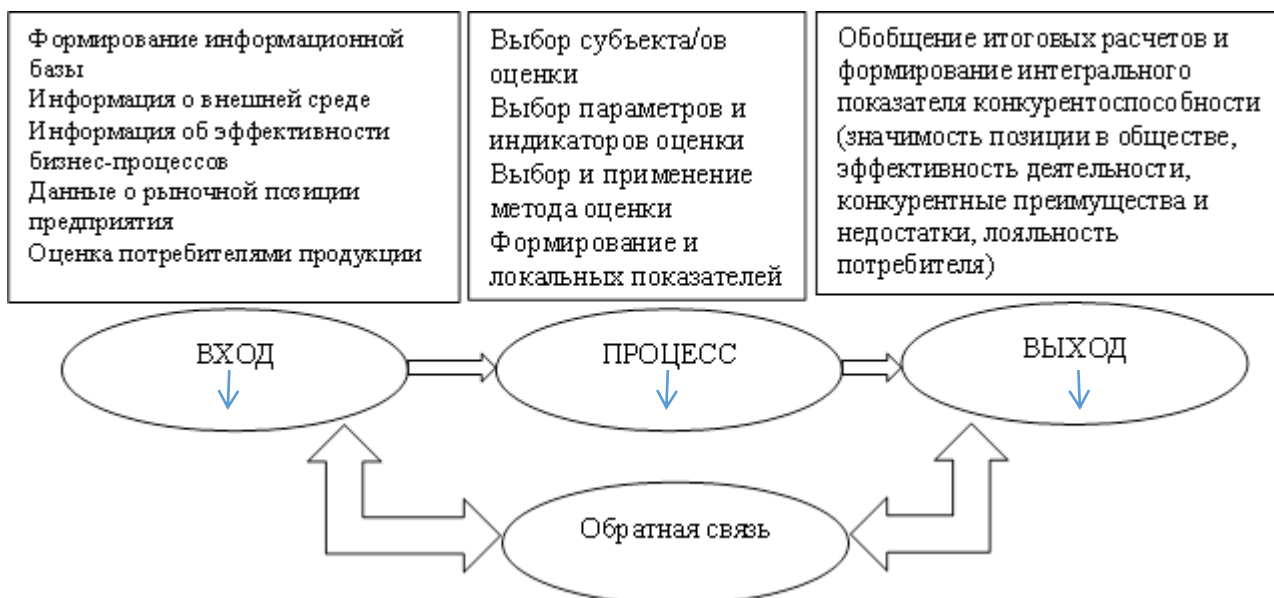 Формирование информационной
базы
Информация о внешней среде
Информация об эффективности
бизнес-процессов
Данные о рыночной позиции
предприятия
Оценка потребителями продукции
Выбор субъекта/ов
оценки
Выбор параметров и
индикаторов оценки
Выбор и применение
метода оценки
Формирование и
локальных показателей
Обобщение итоговых расчетов и
формирование интегрального
показателя конкурентоспособности
(значимость позиции в обществе,
эффективность деятельности,
конкурентные преимущества и
недостатки, лояльность
потребителя)
ВХОД
ПРОЦЕСС
ВЫХОД
Обратная связь